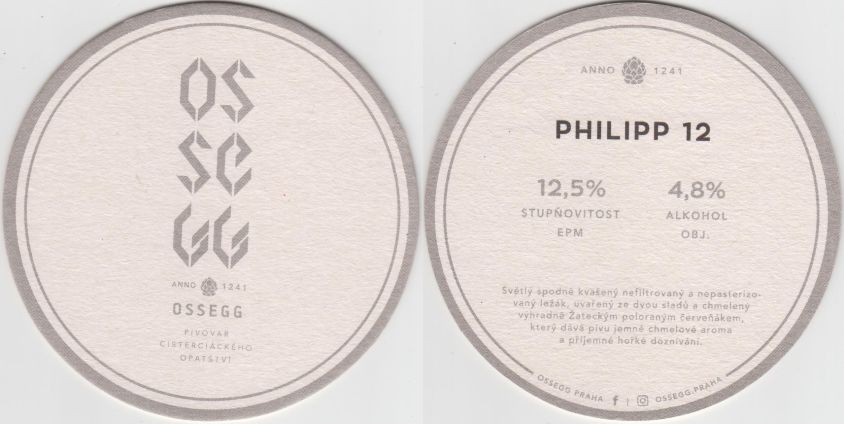 OS
SE
GG
ANNO 1241
OSSEGG
PIVOVAR
CISTERCIÁCKÉHO
OPATSTVÍ
ANNO 1241
PHILIPP 12
12,5% 4,8%
STUPŇOVITOST ALKOHOL
EPM OBJ.
Světlý spodně kvašený nefiltrovaný a nepasterizo-
vaný ležák, uvařený ze dvou sladů a chmelený
výhradně Žateckým poloraným červeňákem,
který dává pivu jemné chmelové aroma
a příjemné hořké doznívání.
OSSEGG PRAHA f | OSSEGG.PRAHA